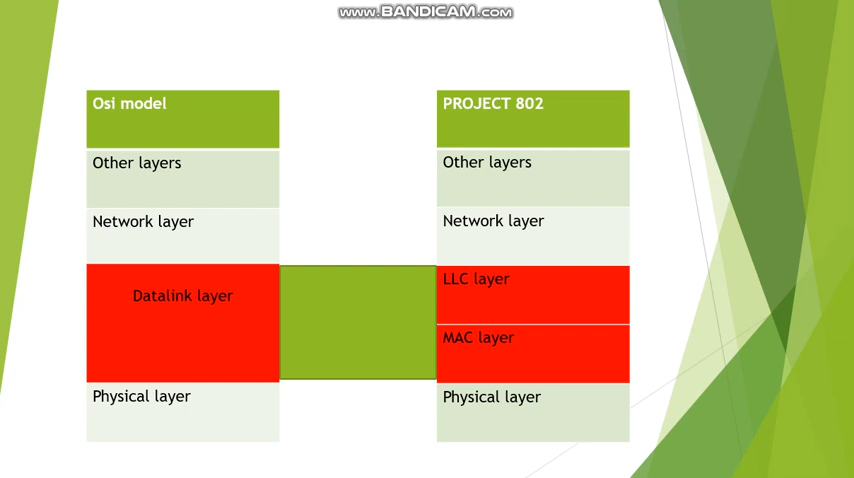 www.BANDICAM.com
Osi model
Other layers
Network layer
Datalink layer
Physical layer
PROJECT 802
Other layers
Network layer
LLC layer
MAC layer
Physical layer